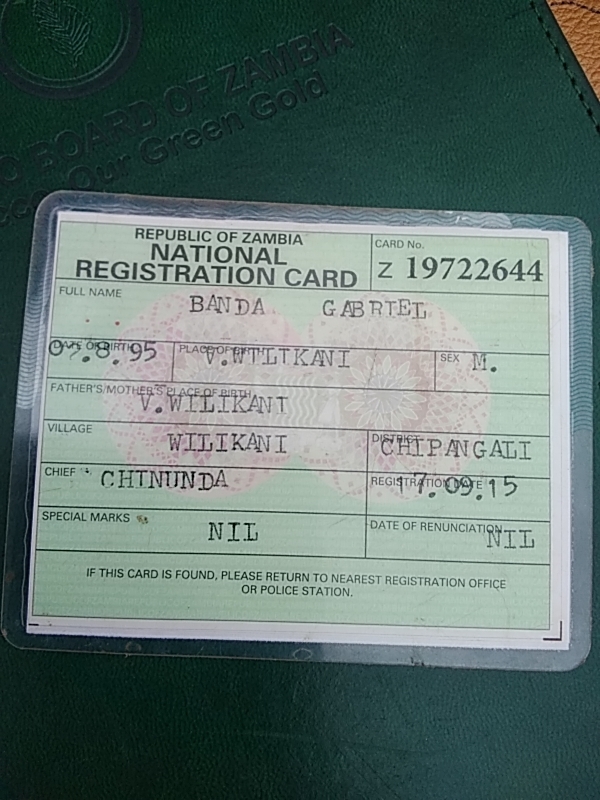 BOARD OF ZAMBIA
Our Green Gold
REPUBLIC OF ZAMBIA
NATIONAL
REGISTRATION CARD
CARD No.
Z 19722644
FULL NAME
BANDA GABRIEL
DATE OF BIRTH
.8.95
PLACE OF BIRTH
V.WILIKANI
SEX M.
FATHER'S/MOTHER'S PLACE OF BIRTH
V.WILIKANI
VILLAGE
WILIKANI
DISTRICT
CHIPANGALI
CHIEF CHINUNDA
REGISTRATION DATE
17.09.15
SPECIAL MARKS
NIL
DATE OF RENUNCIATION
NIL
IF THIS CARD IS FOUND, PLEASE RETURN TO NEAREST REGISTRATION OFFICE
OR POLICE STATION.